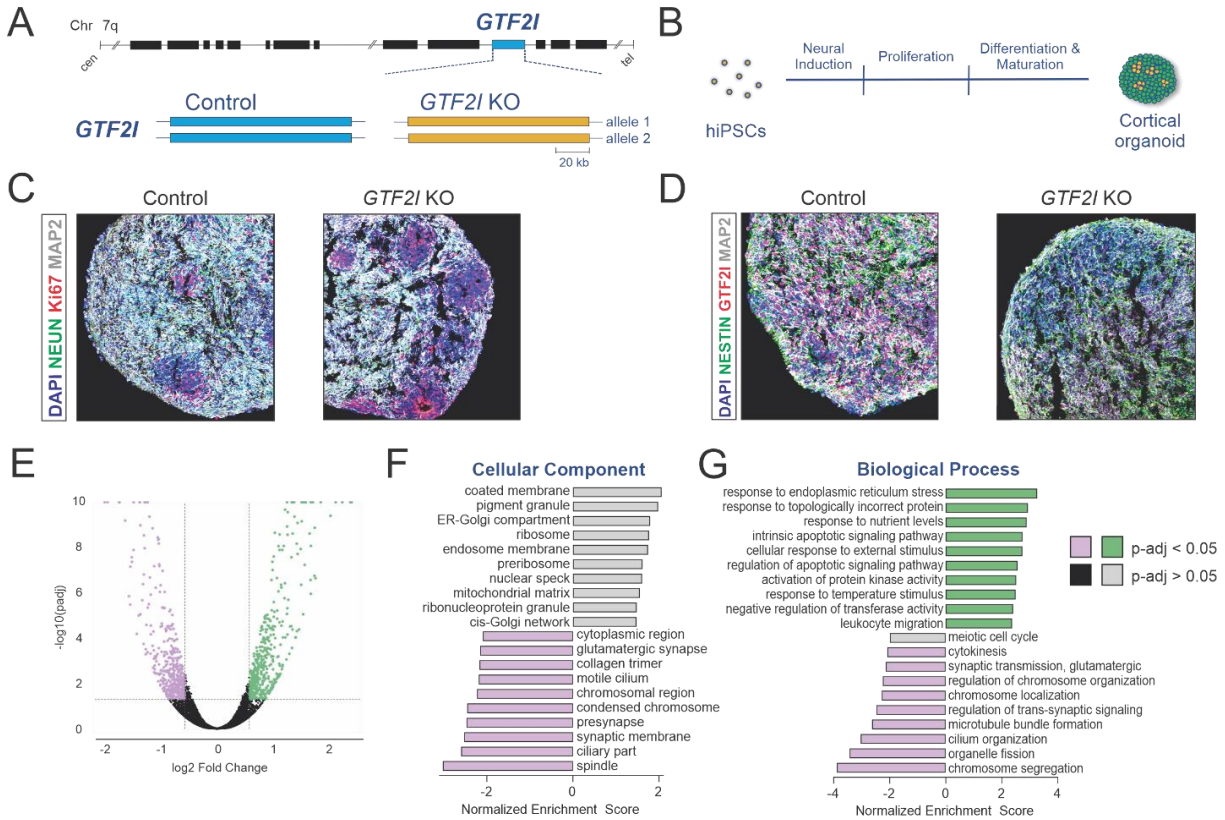 A
Chr 7q
GTF2I
cen
tel
Control
GTF2I KO
GTF2I
allele 1
allele 2
20 kb
B
Neural
Induction
Proliferation
Differentiation &
Maturation
hiPSCs
Cortical
organoid
C
Control
GTF2I KO
DAPI NEUN Ki67 MAP2
D
Control
GTF2I KO
DAPI NESTIN GTF2I MAP2
E
10
8
6
4
2
0
-2 -1 0 1 2
-log10(padj)
log2 Fold Change
F
Cellular Component
coated membrane
pigment granule
ER-Golgi compartment
ribosome
endosome membrane
preribosome
nuclear speck
mitochondrial matrix
ribonucleoprotein granule
cis-Golgi network
cytoplasmic region
glutamatergic synapse
collagen trimer
motile cilium
chromosomal region
condensed chromosome
presynapse
synaptic membrane
ciliary part
spindle
-2 0 2
Normalized Enrichment Score
G
Biological Process
response to endoplasmic reticulum stress
response to topologically incorrect protein
response to nutrient levels
intrinsic apoptotic signaling pathway
cellular response to external stimulus
regulation of apoptotic signaling pathway
activation of protein kinase activity
response to temperature stimulus
negative regulation of transferase activity
leukocyte migration
meiotic cell cycle
cytokinesis
synaptic transmission, glutamatergic
regulation of chromosome organization
chromosome localization
regulation of trans-synaptic signaling
microtubule bundle formation
cilium organization
organelle fission
chromosome segregation
-4 -2 0 2 4
Normalized Enrichment Score
p-adj < 0.05
p-adj > 0.05